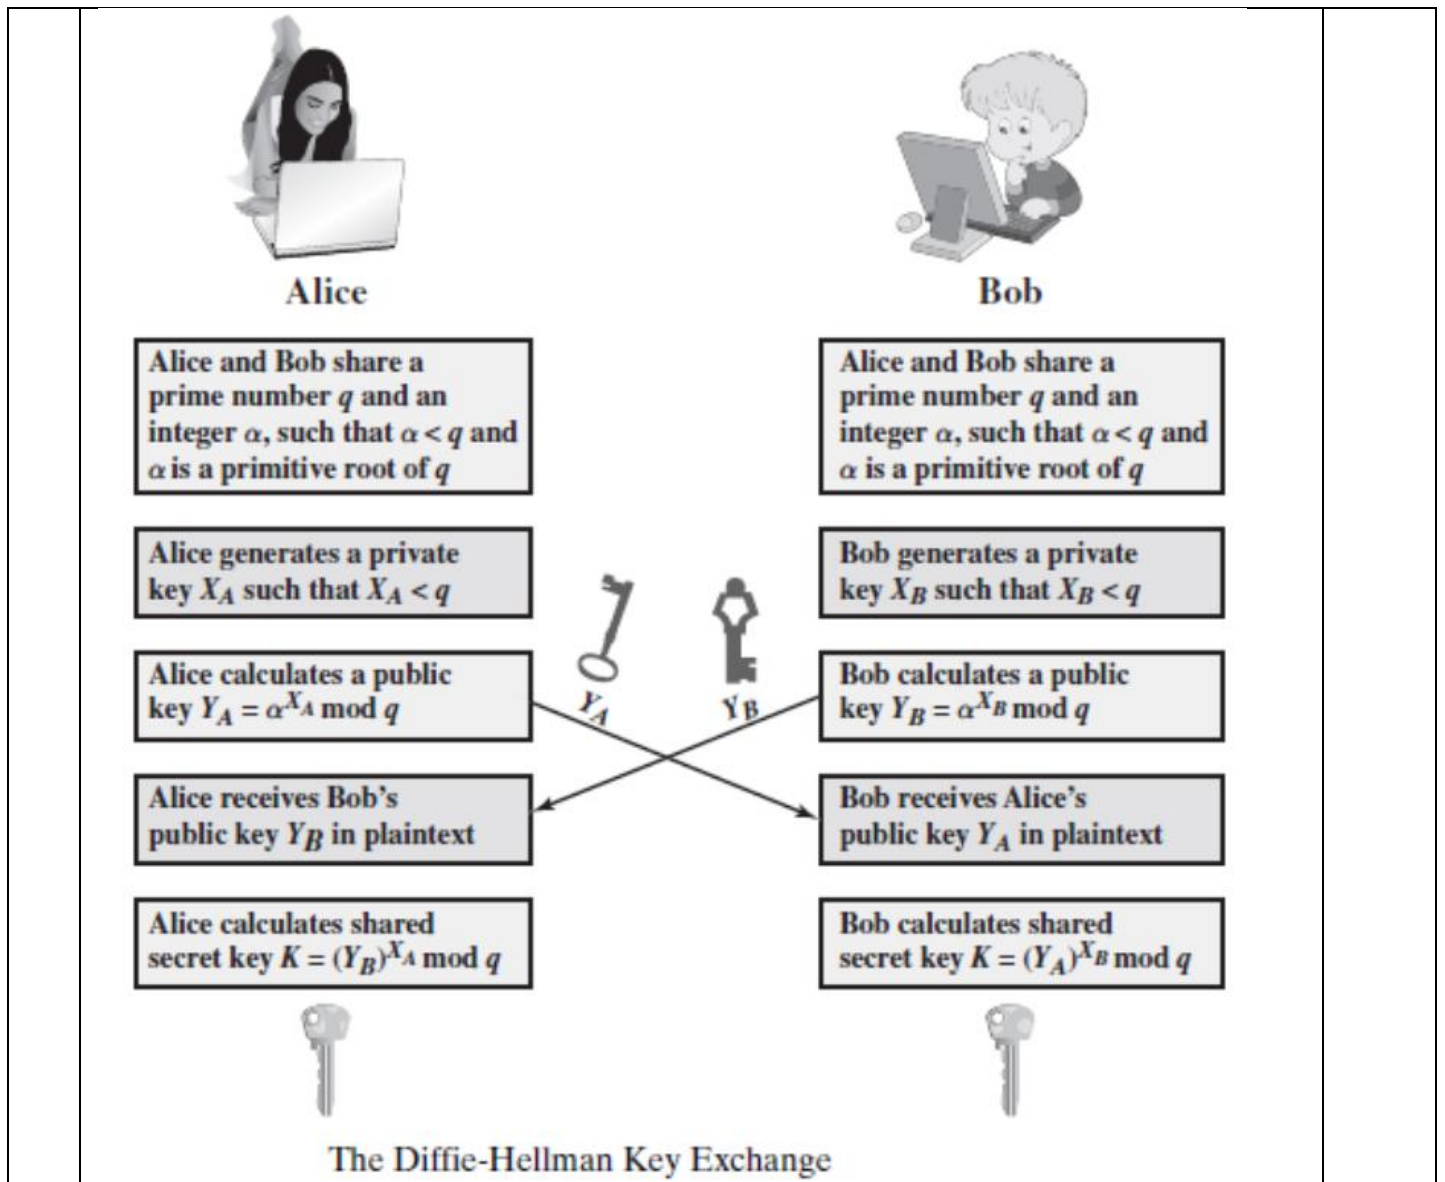 Alice
Bob
Alice and Bob share a
prime number q and an
integer α, such that α < q and
α is a primitive root of q
Alice and Bob share a
prime number q and an
integer α, such that α < q and
α is a primitive root of q
Alice generates a private
key X_A such that X_A < q
Bob generates a private
key X_B such that X_B < q
Alice calculates a public
key Y_A = α^{X_A} mod q
Y_A
Y_B
Bob calculates a public
key Y_B = α^{X_B} mod q
Alice receives Bob’s
public key Y_B in plaintext
Bob receives Alice’s
public key Y_A in plaintext
Alice calculates shared
secret key K = (Y_B)^{X_A} mod q
Bob calculates shared
secret key K = (Y_A)^{X_B} mod q
The Diffie-Hellman Key Exchange